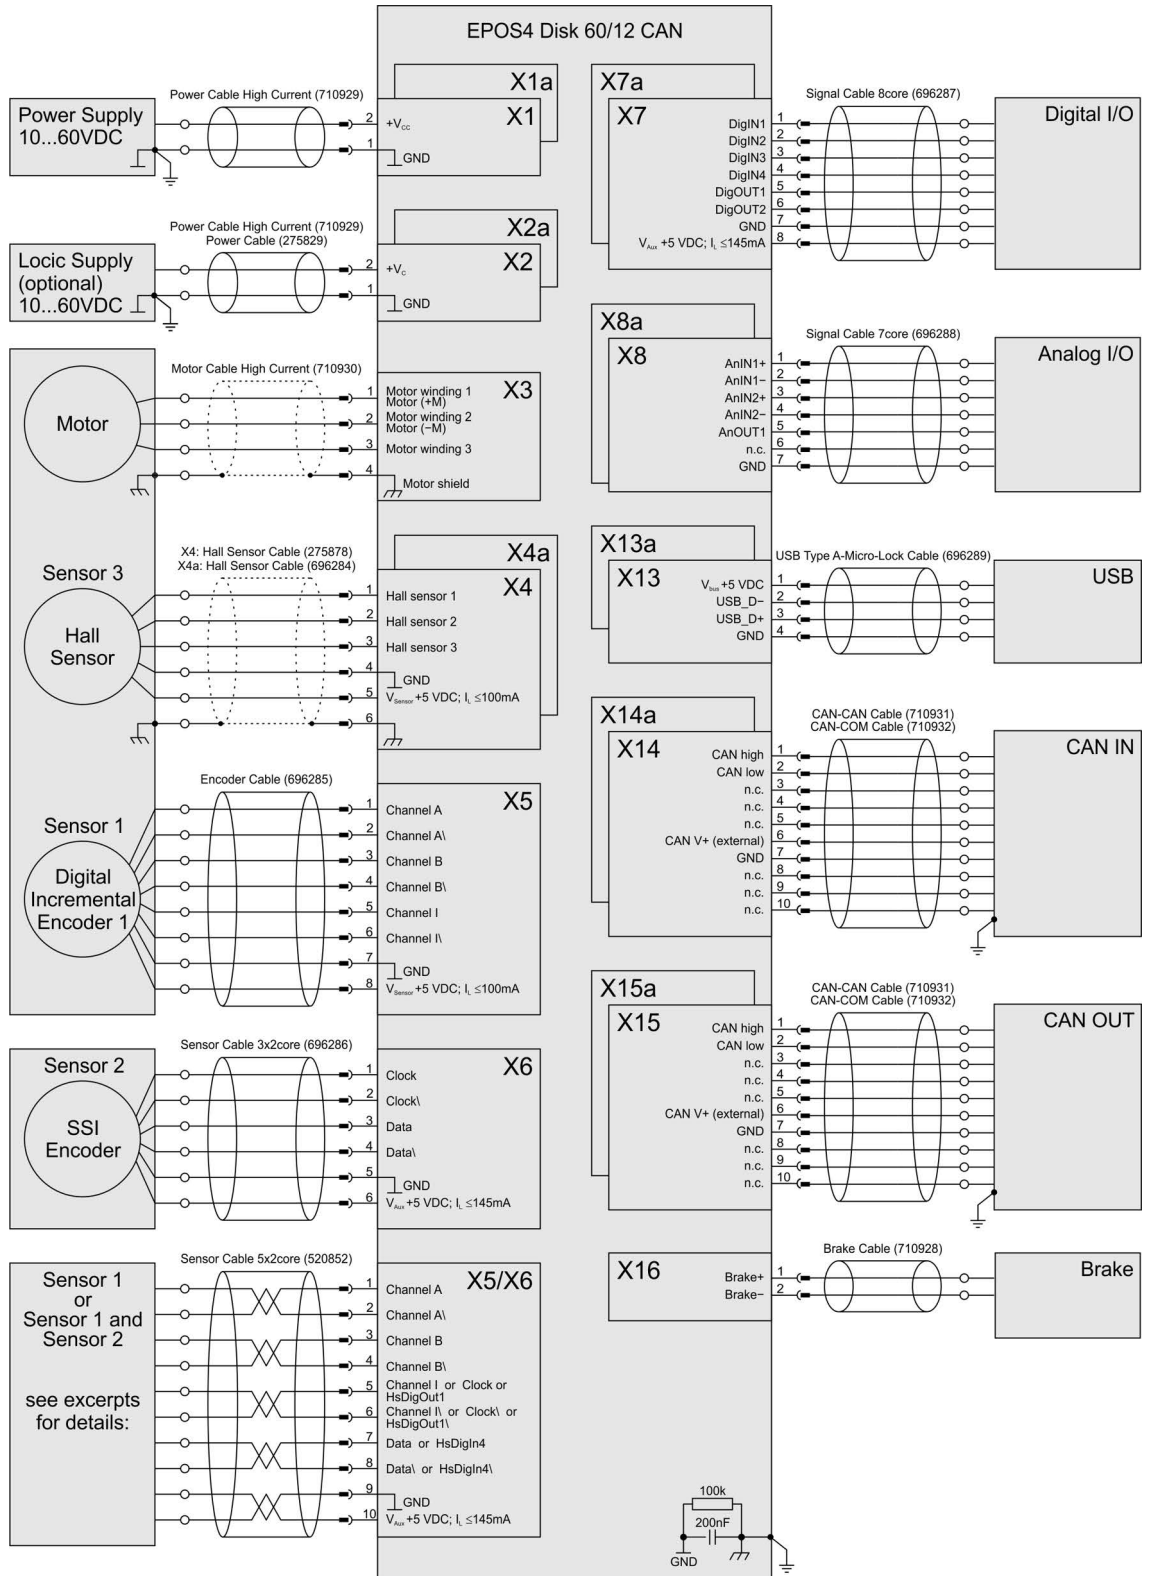 EPOS4 Disk 60/12 CAN
Power Supply
10...60VDC
Power Cable High Current (710929)
X1a
X1
2
+Vcc
1
GND
Locic Supply
(optional)
10...60VDC
Power Cable High Current (710929)
Power Cable (275829)
X2a
X2
2
+Vc
1
GND
Motor
Motor Cable High Current (710930)
X3
1
Motor winding 1
Motor (+M)
2
Motor winding 2
Motor (−M)
3
Motor winding 3
4
Motor shield
Sensor 3
Hall
Sensor
X4: Hall Sensor Cable (275878)
X4a: Hall Sensor Cable (696284)
X4a
X4
1
Hall sensor 1
2
Hall sensor 2
3
Hall sensor 3
4
GND
5
VSensor +5 VDC; IL ≤100mA
6
Sensor 1
Digital
Incremental
Encoder 1
Encoder Cable (696285)
X5
1
Channel A
2
Channel A\
3
Channel B
4
Channel B\
5
Channel I
6
Channel I\
7
GND
8
VSensor +5 VDC; IL ≤100mA
Sensor 2
SSI
Encoder
Sensor Cable 3x2core (696286)
X6
1
Clock
2
Clock\
3
Data
4
Data\
5
GND
6
VAux +5 VDC; IL ≤145mA
Sensor 1
or
Sensor 1 and
Sensor 2
see excerpts
for details:
Sensor Cable 5x2core (520852)
X5/X6
1
Channel A
2
Channel A\
3
Channel B
4
Channel B\
5
Channel I or Clock or
HsDigOut1
6
Channel I\ or Clock\ or
HsDigOut1\
7
Data or HsDigIn4
8
Data\ or HsDigIn4\
9
GND
10
VAux +5 VDC; IL ≤145mA
X7a
X7
Signal Cable 8core (696287)
Digital I/O
DigIN1 1
DigIN2 2
DigIN3 3
DigIN4 4
DigOUT1 5
DigOUT2 6
GND 7
VAux +5 VDC; IL ≤145mA 8
X8a
X8
Signal Cable 7core (696288)
Analog I/O
AnIN1+ 1
AnIN1− 2
AnIN2+ 3
AnIN2− 4
AnOUT1 5
n.c. 6
GND 7
X13a
X13
USB Type A-Micro-Lock Cable (696289)
USB
Vbus +5 VDC 1
USB_D− 2
USB_D+ 3
GND 4
X14a
X14
CAN-CAN Cable (710931)
CAN-COM Cable (710932)
CAN IN
CAN high 1
CAN low 2
n.c. 3
n.c. 4
n.c. 5
CAN V+ (external) 6
GND 7
n.c. 8
n.c. 9
n.c. 10
X15a
X15
CAN-CAN Cable (710931)
CAN-COM Cable (710932)
CAN OUT
CAN high 1
CAN low 2
n.c. 3
n.c. 4
n.c. 5
CAN V+ (external) 6
GND 7
n.c. 8
n.c. 9
n.c. 10
X16
Brake Cable (710928)
Brake
Brake+ 1
Brake− 2
100k
200nF
GND